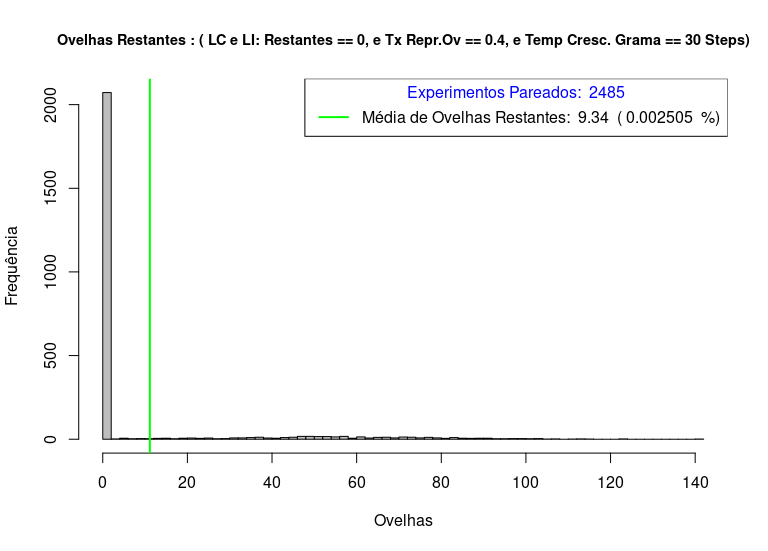 Ovelhas Restantes : ( LC e LI: Restantes == 0, e Tx Repr.Ov == 0.4, e Temp Cresc. Grama == 30 Steps)
Experimentos Pareados: 2485
Média de Ovelhas Restantes: 9.34 ( 0.002505 %)
Frequência
2000
1500
1000
500
0
0 20 40 60 80 100 120 140
Ovelhas